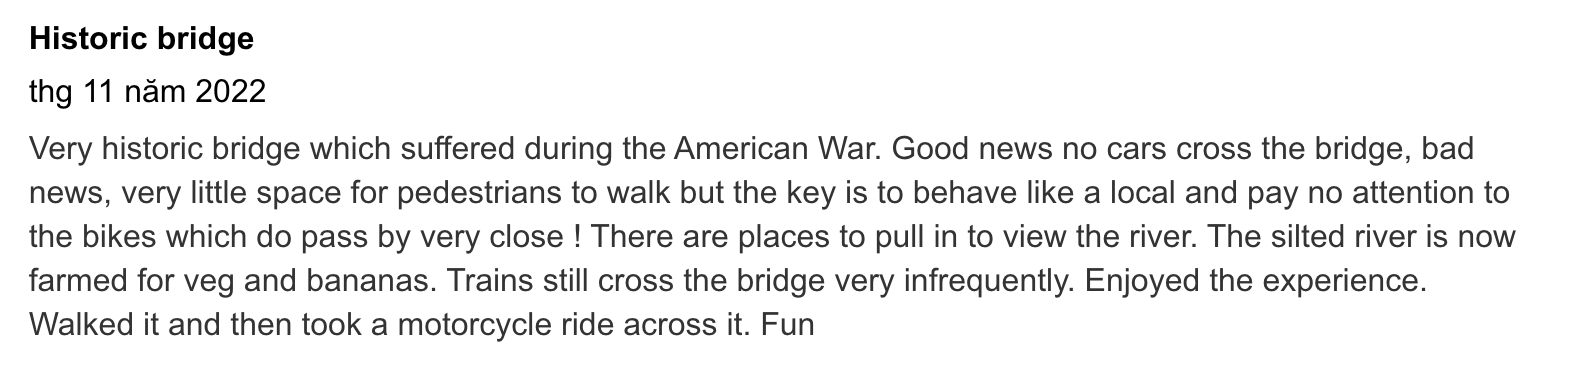 Historic bridge
thg 11 năm 2022
Very historic bridge which suffered during the American War. Good news no cars cross the bridge, bad
news, very little space for pedestrians to walk but the key is to behave like a local and pay no attention to
the bikes which do pass by very close ! There are places to pull in to view the river. The silted river is now
farmed for veg and bananas. Trains still cross the bridge very infrequently. Enjoyed the experience.
Walked it and then took a motorcycle ride across it. Fun